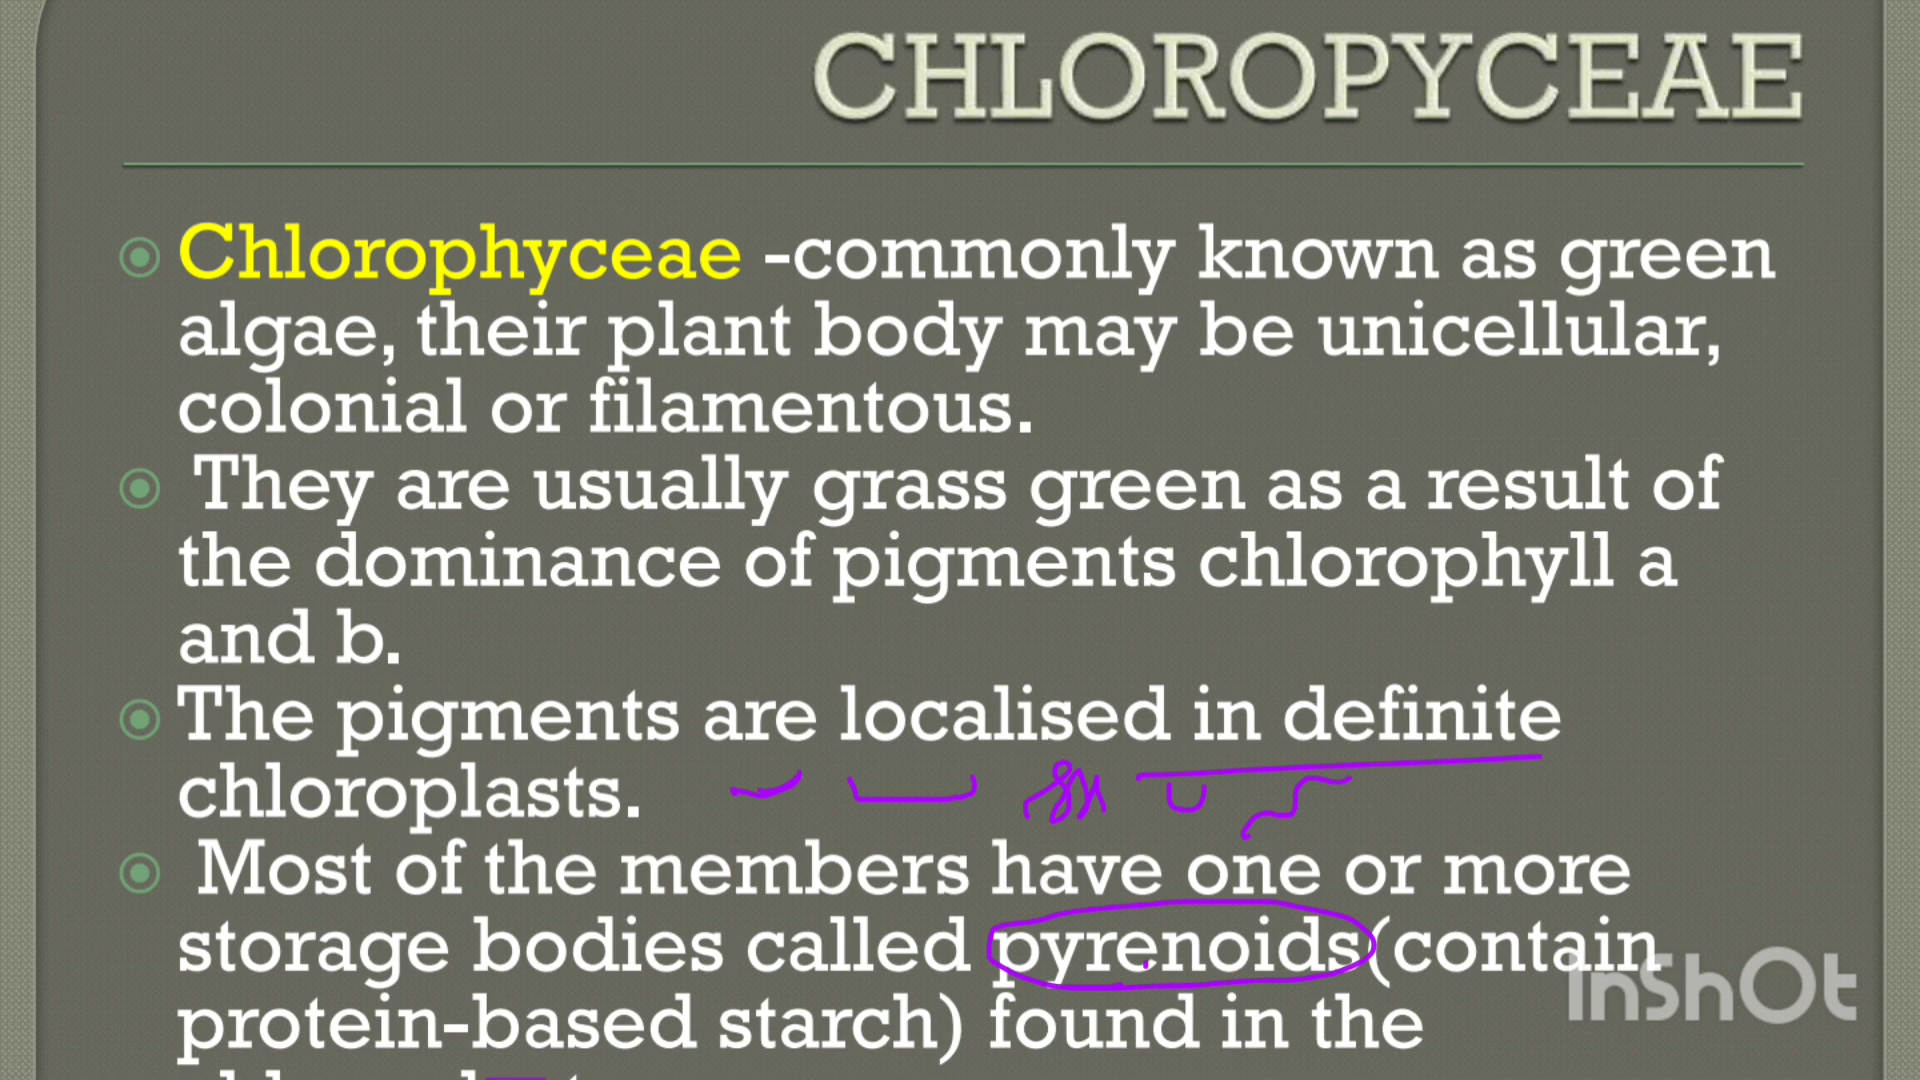 CHLOROPYCEAE
Chlorophyceae -commonly known as green
algae, their plant body may be unicellular,
colonial or filamentous.
They are usually grass green as a result of
the dominance of pigments chlorophyll a
and b.
The pigments are localised in definite
chloroplasts.
Most of the members have one or more
storage bodies called pyrenoids(contain
protein-based starch) found in the
InShOt